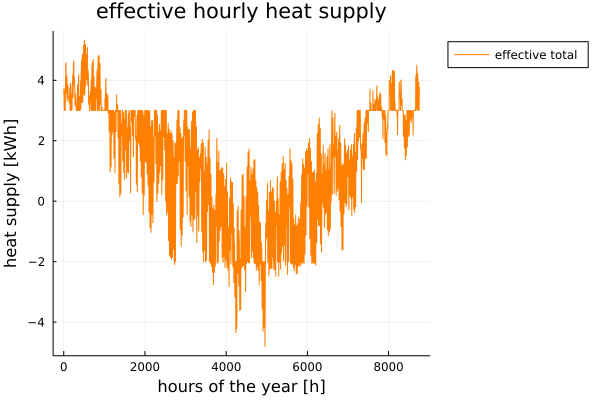 effective hourly heat supply
effective total
heat supply [kWh]
4
2
0
−2
−4
0 2000 4000 6000 8000
hours of the year [h]